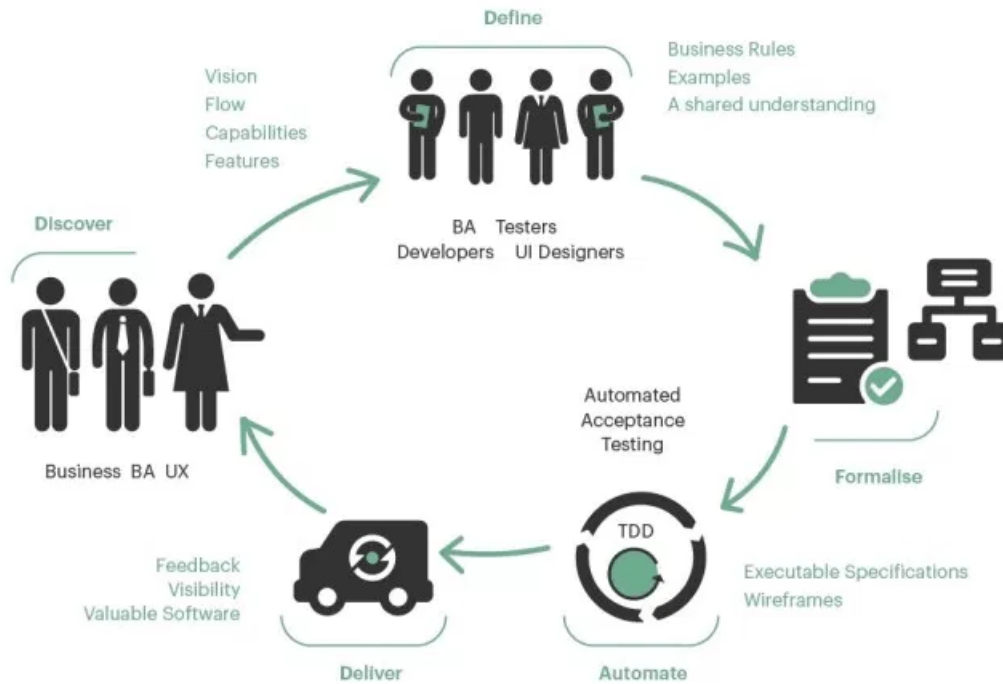 Define
Vision
Flow
Capabilities
Features
Business Rules
Examples
A shared understanding
BA Testers
Developers UI Designers
Discover
Business BA UX
Formalise
Automated
Acceptance
Testing
TDD
Executable Specifications
Wireframes
Automate
Feedback
Visibility
Valuable Software
Deliver